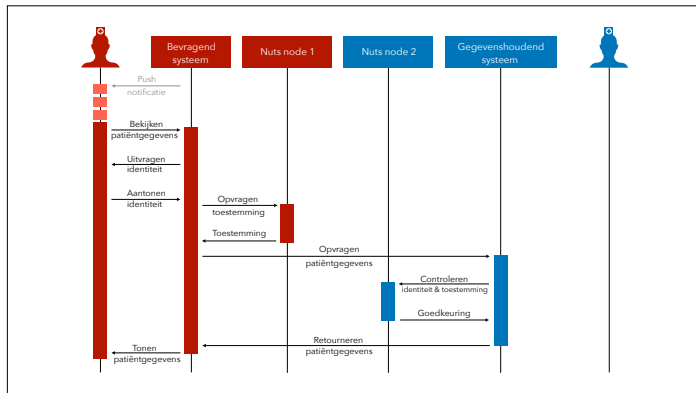 Bevragend
systeem
Nuts node 1
Nuts node 2
Gegevenshoudend
systeem
Push
notificatie
Bekijken
patiëntgegevens
Uitvragen
identiteit
Aantonen
identiteit
Opvragen
toestemming
Toestemming
Opvragen
patiëntgegevens
Controleren
identiteit & toestemming
Goedkeuring
Retourneren
patiëntgegevens
Tonen
patiëntgegevens